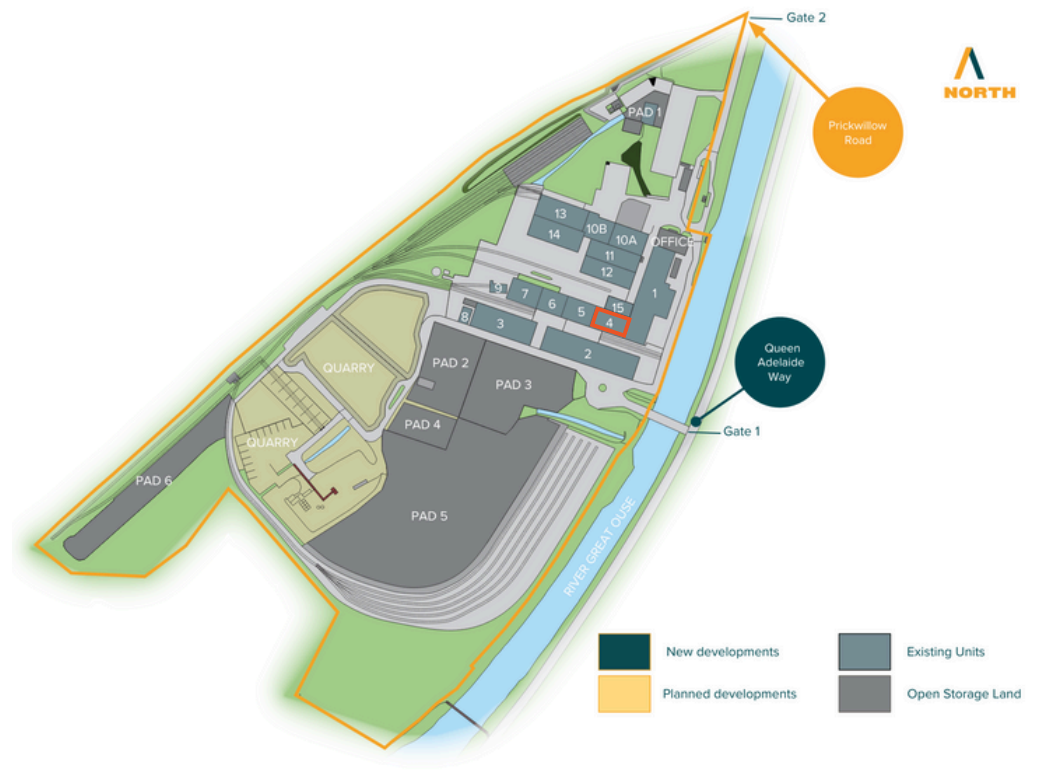 Gate 2
NORTH
Prickwillow
Road
PAD 1
13
10B
14
10A
OFFICE
11
12
9
7
1
6
15
5
4
8
3
2
Queen
Adelaide
Way
PAD 2
QUARRY
PAD 3
PAD 4
Gate 1
QUARRY
PAD 6
PAD 5
RIVER GREAT OUSE
New developments
Existing Units
Planned developments
Open Storage Land